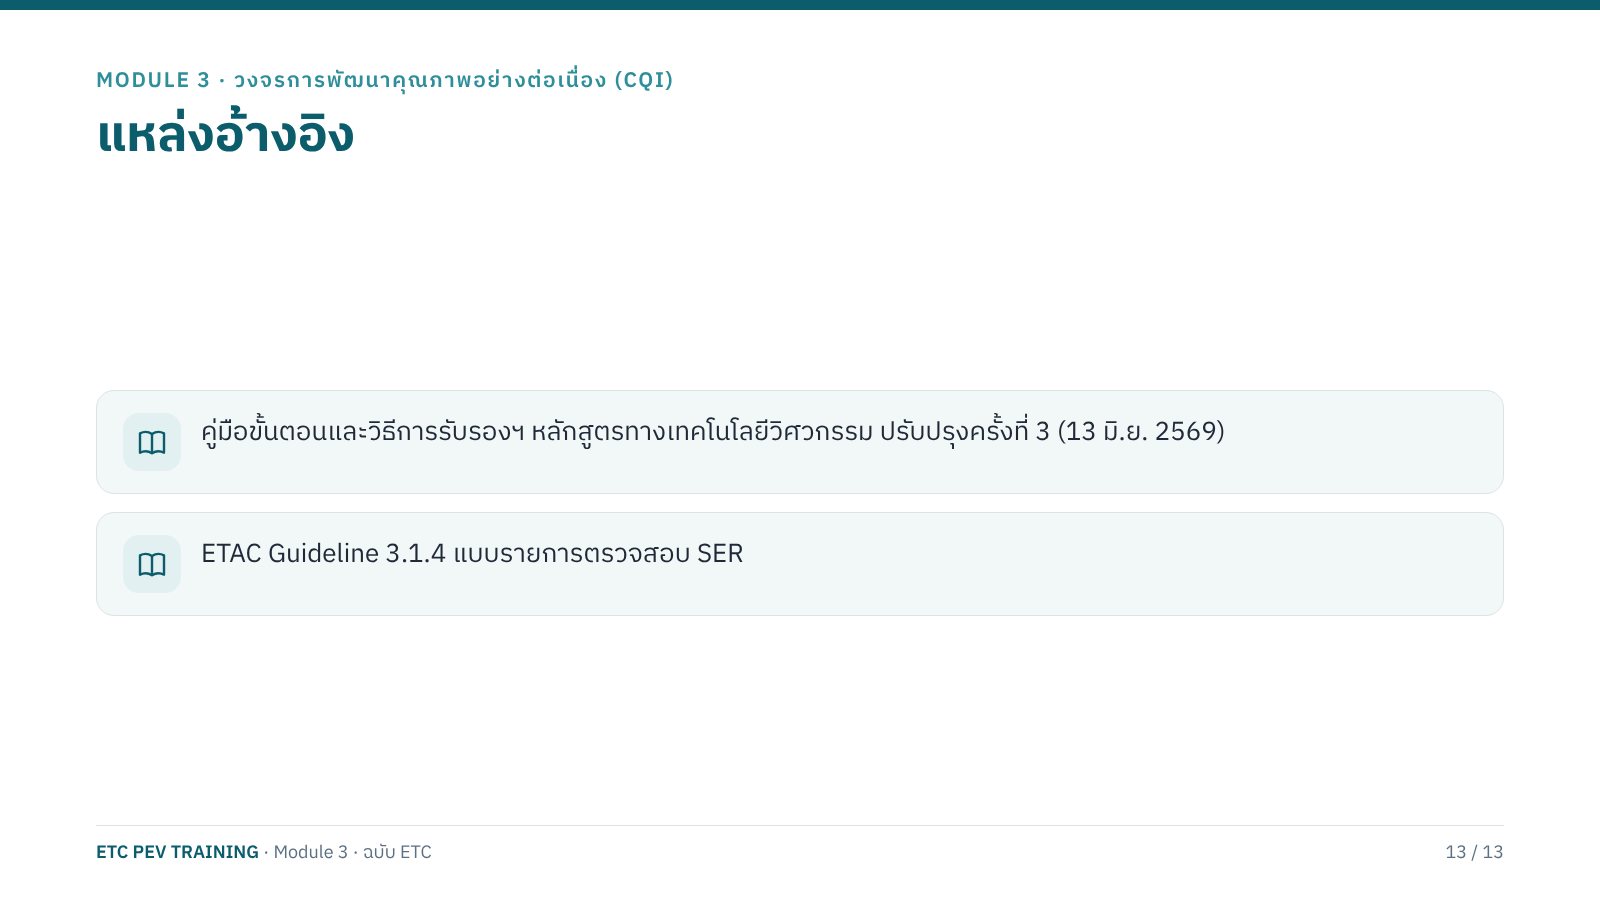 MODULE 3 · วงจรการพัฒนาคุณภาพอย่างต่อเนื่อง (CQI)
แหล่งอ้างอิง
คู่มือขั้นตอนและวิธีการรับรองฯ หลักสูตรทางเทคโนโลยีวิศวกรรม ปรับปรุงครั้งที่ 3 (13 มิ.ย. 2569)
ETAC Guideline 3.1.4 แบบรายการตรวจสอบ SER
ETC PEV TRAINING · Module 3 · ฉบับ ETC
13 / 13